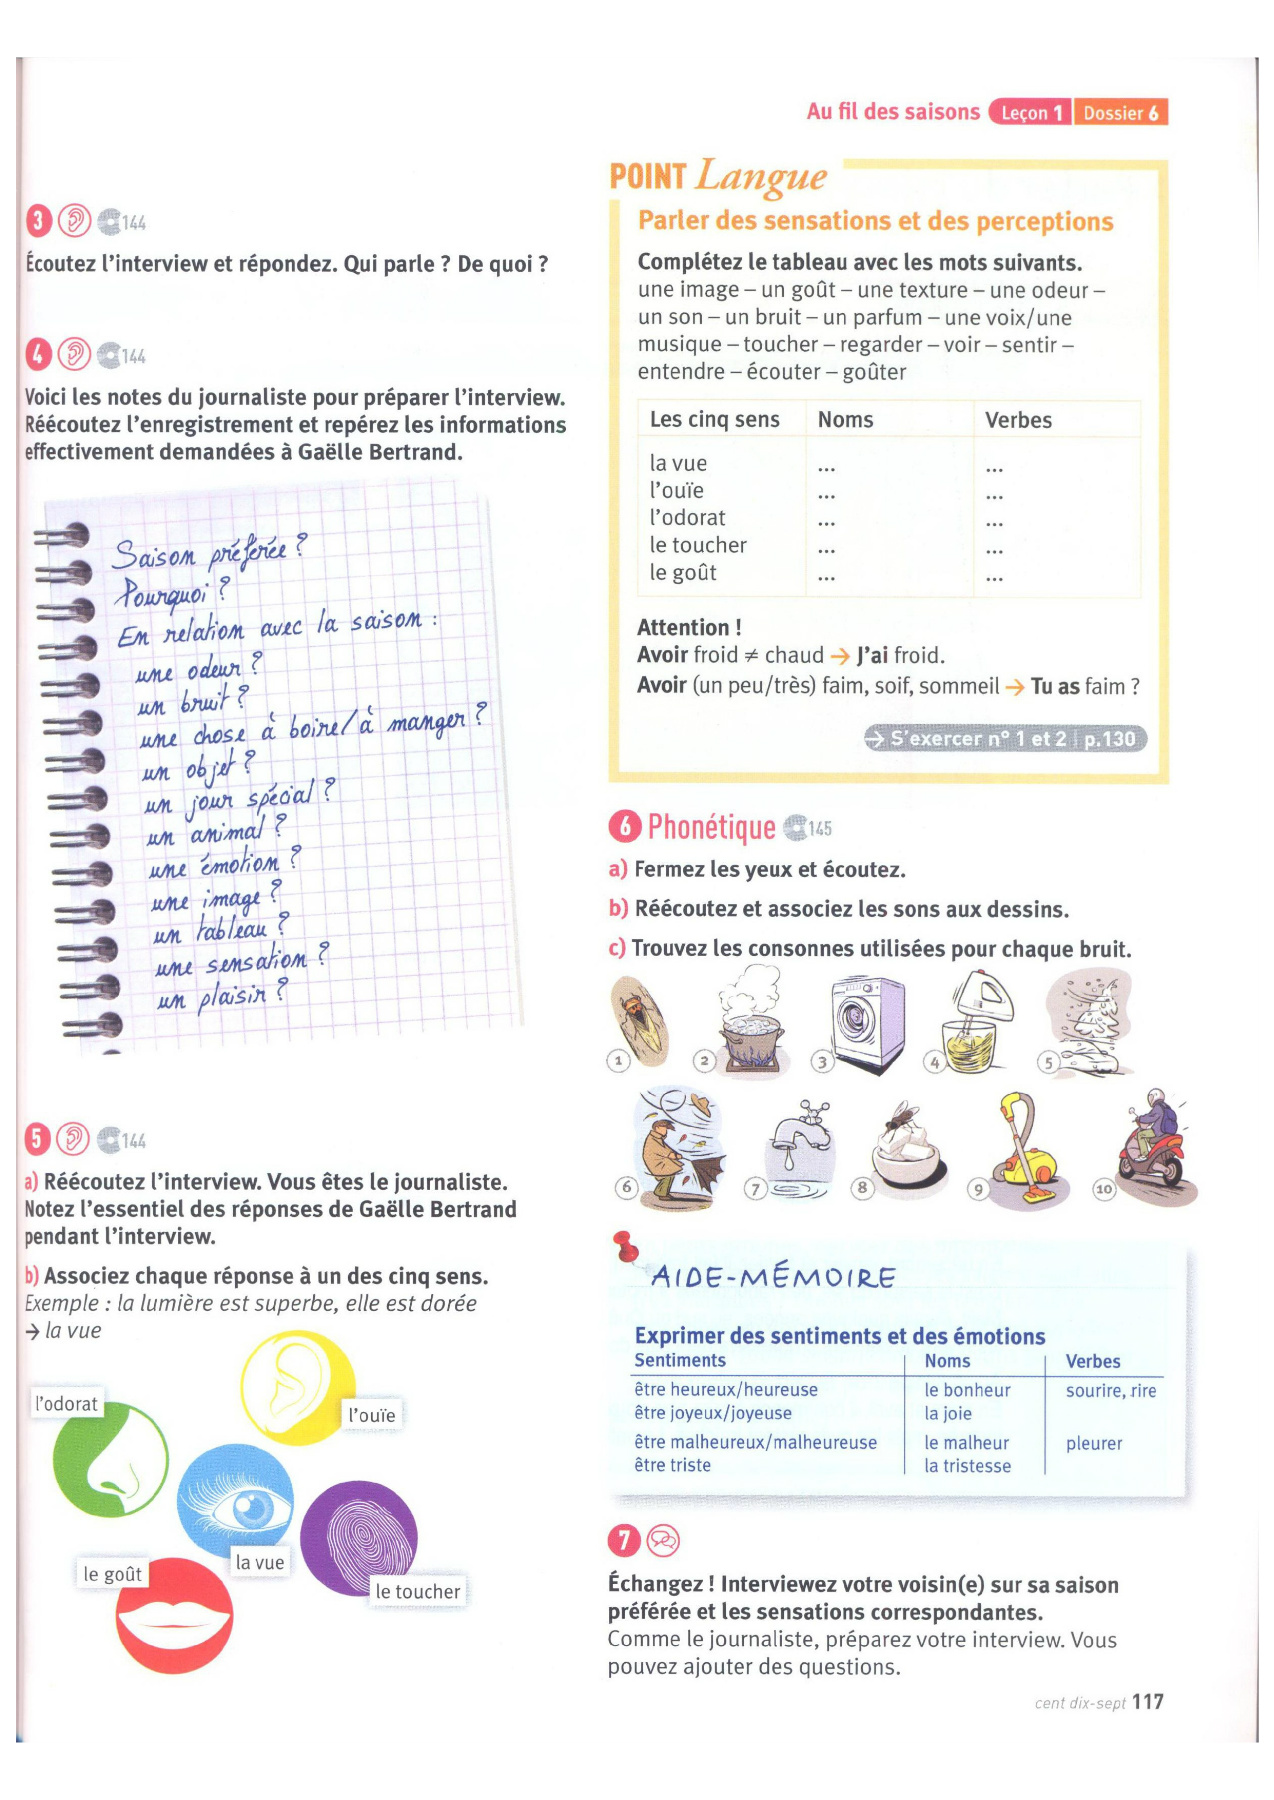 Au fil des saisons Leçon 1 Dossier 6
3 144
Écoutez l'interview et répondez. Qui parle ? De quoi ?
4 144
Voici les notes du journaliste pour préparer l'interview.
Réécoutez l'enregistrement et repérez les informations
effectivement demandées à Gaëlle Bertrand.
Saison préférée ?
Pourquoi ?
En relation avec la saison :
une odeur ?
un bruit ?
une chose à boire/à manger ?
un objet ?
un jour spécial ?
un animal ?
une émotion ?
une image ?
un tableau ?
une sensation ?
un plaisir ?
5 144
a) Réécoutez l'interview. Vous êtes le journaliste.
Notez l'essentiel des réponses de Gaëlle Bertrand
pendant l'interview.
b) Associez chaque réponse à un des cinq sens.
Exemple : la lumière est superbe, elle est dorée
→ la vue
l'odorat
l'ouïe
la vue
le goût
le toucher
POINT Langue
Parler des sensations et des perceptions
Complétez le tableau avec les mots suivants.
une image – un goût – une texture – une odeur –
un son – un bruit – un parfum – une voix/une
musique – toucher – regarder – voir – sentir –
entendre – écouter – goûter
Les cinq sens Noms Verbes
la vue ... ...
l'ouïe ... ...
l'odorat ... ...
le toucher ... ...
le goût ... ...
Attention !
Avoir froid ≠ chaud → J'ai froid.
Avoir (un peu/très) faim, soif, sommeil → Tu as faim ?
→ S'exercer n° 1 et 2 | p.130
6 Phonétique 145
a) Fermez les yeux et écoutez.
b) Réécoutez et associez les sons aux dessins.
c) Trouvez les consonnes utilisées pour chaque bruit.
1 2 3 4 5
6 7 8 9 10
AIDE-MÉMOIRE
Exprimer des sentiments et des émotions
Sentiments Noms Verbes
être heureux/heureuse le bonheur sourire, rire
être joyeux/joyeuse la joie
être malheureux/malheureuse le malheur pleurer
être triste la tristesse
7
Échangez ! Interviewez votre voisin(e) sur sa saison
préférée et les sensations correspondantes.
Comme le journaliste, préparez votre interview. Vous
pouvez ajouter des questions.
cent dix-sept 117